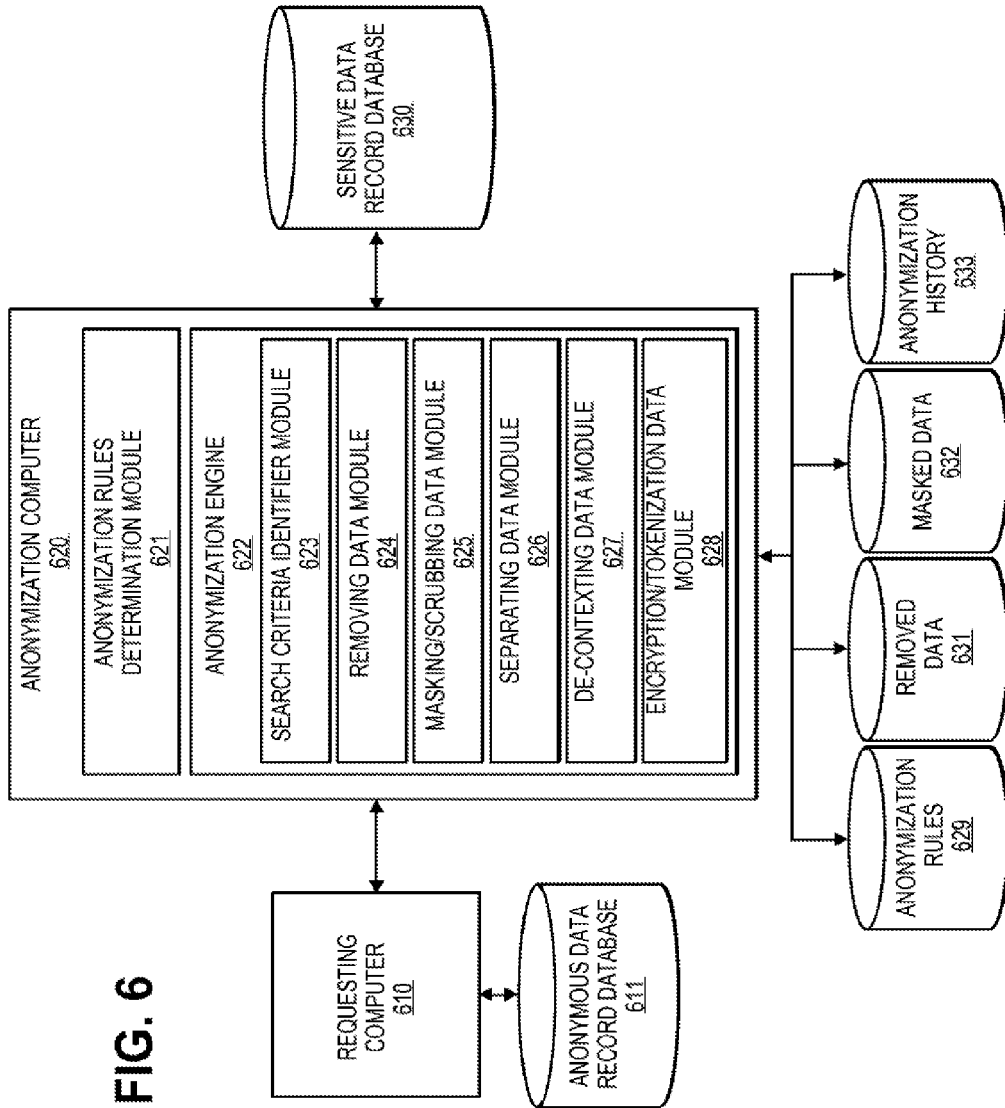 FIG. 6
REQUESTING
COMPUTER
610
ANONYMOUS DATA
RECORD DATABASE
611
ANONYMIZATION COMPUTER
620
ANONYMIZATION RULES
DETERMINATION MODULE
621
ANONYMIZATION ENGINE
622
SEARCH CRITERIA IDENTIFIER MODULE
623
REMOVING DATA MODULE
624
MASKING/SCRUBBING DATA MODULE
625
SEPARATING DATA MODULE
626
DE-CONTEXTING DATA MODULE
627
ENCRYPTION/TOKENIZATION DATA
MODULE 628
SENSITIVE DATA
RECORD DATABASE
630
ANONYMIZATION
RULES
629
REMOVED
DATA
631
MASKED DATA
632
ANONYMIZATION
HISTORY
633